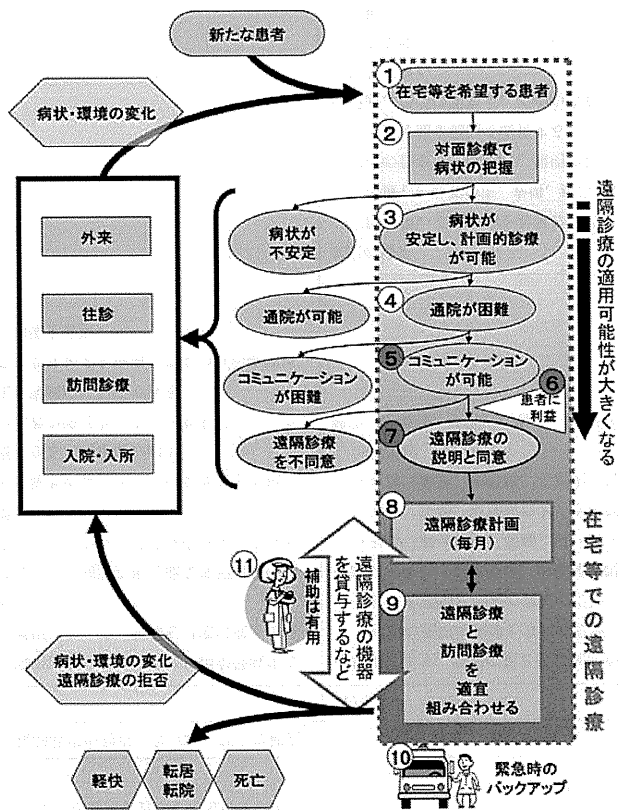 新たな患者
病状・環境の変化
①
在宅等を希望する患者
②
対面診療で
病状の把握
外来
往診
訪問診療
入院・入所
病状が
不安定
③
病状が
安定し、計画的診療
が可能
通院が可能
④
通院が困難
コミュニケーション
が困難
⑤
コミュニケーション
が可能
⑥
患者に
利益
遠隔診療
を不同意
⑦
遠隔診療の
説明と同意
遠隔診療の適用可能性が大きくなる
⑧
遠隔診療計画
(毎月)
⑪
補助は有用
遠隔診療の機器
を貸与するなど
⑨
遠隔診療
と
訪問診療
を
適宜
組み合わせる
在宅等での遠隔診療
病状・環境の変化
遠隔診療の拒否
軽快
転居
転院
死亡
⑩
緊急時の
バックアップ